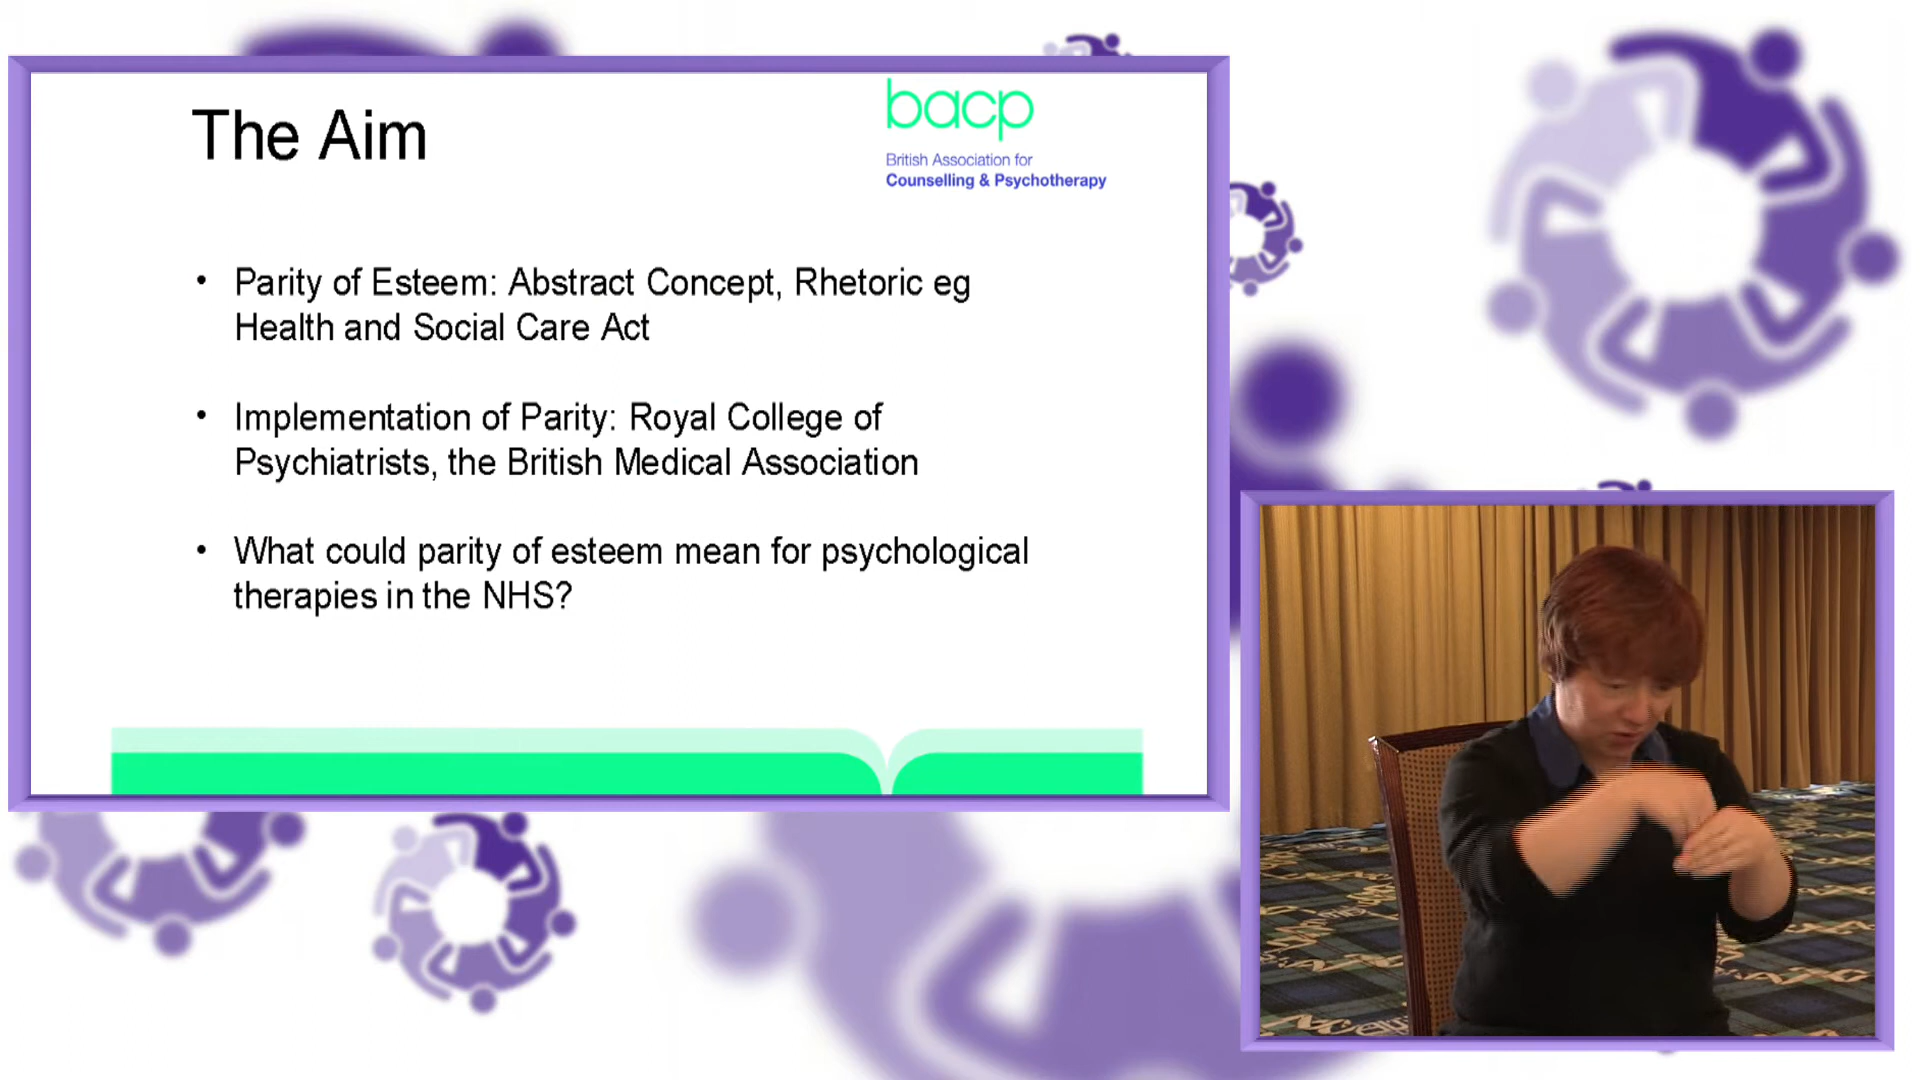 The Aim
bacp
British Association for
Counselling & Psychotherapy
• Parity of Esteem: Abstract Concept, Rhetoric eg
Health and Social Care Act
• Implementation of Parity: Royal College of
Psychiatrists, the British Medical Association
• What could parity of esteem mean for psychological
therapies in the NHS?